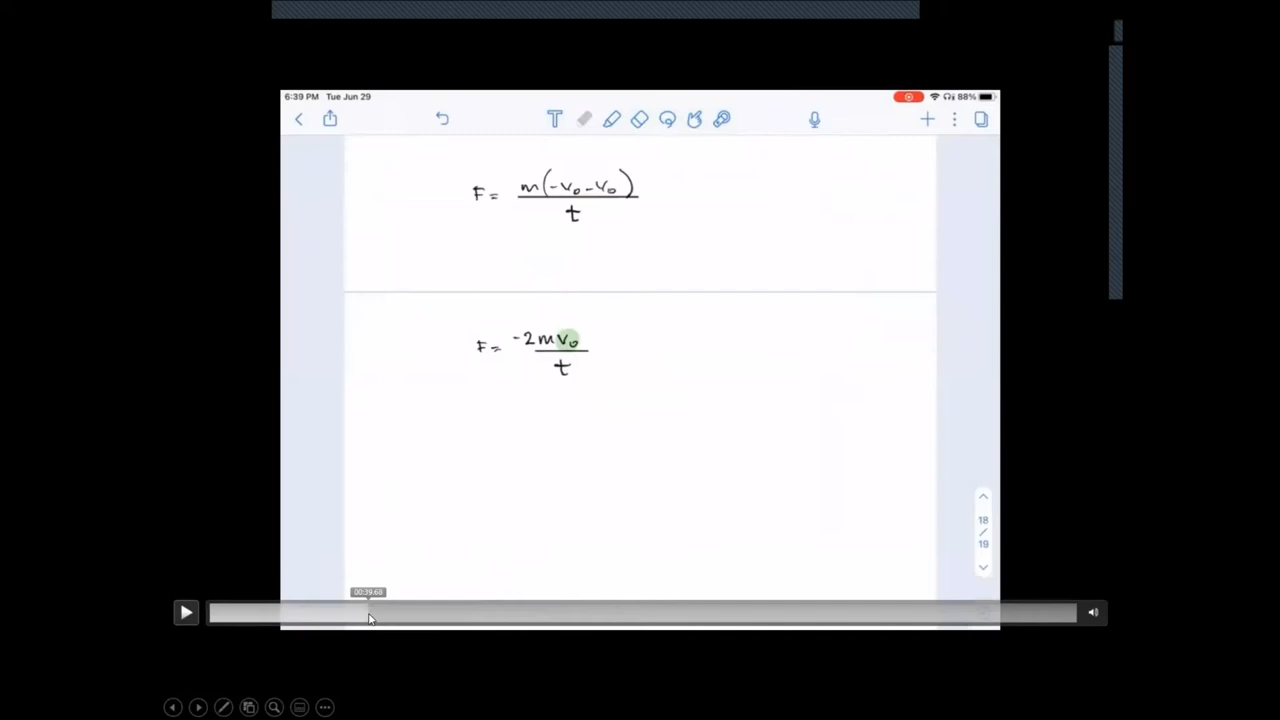 6:39 PM Tue Jun 29
88%
F = m(-v₀-v₀)/t
F = -2mv₀/t
18
/
19
00:39.68